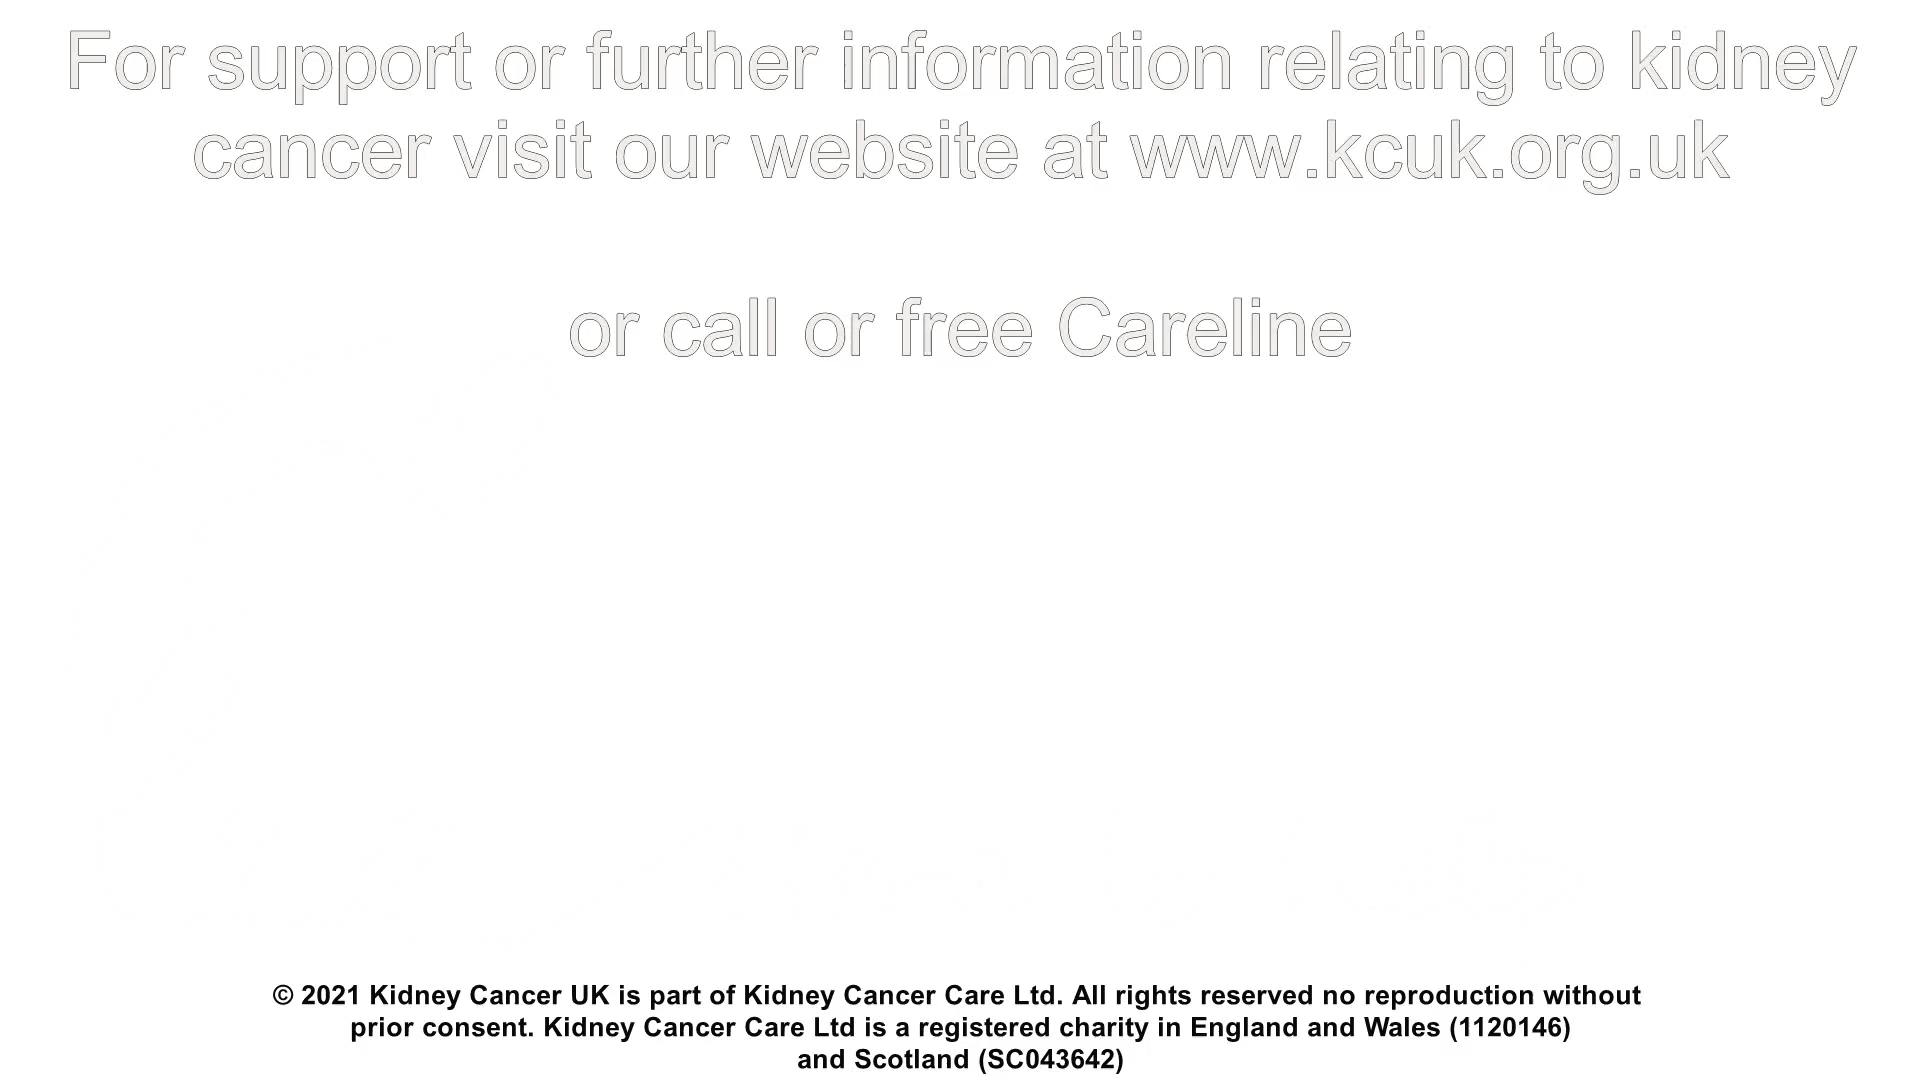 For support or further information relating to kidney
cancer visit our website at www.kcuk.org.uk
or call or free Careline
© 2021 Kidney Cancer UK is part of Kidney Cancer Care Ltd. All rights reserved no reproduction without
prior consent. Kidney Cancer Care Ltd is a registered charity in England and Wales (1120146)
and Scotland (SC043642)